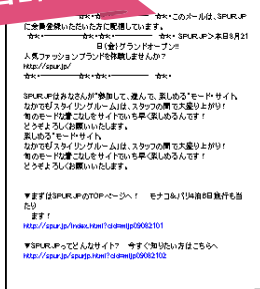 ☆*・ ☆*・ ☆*・このメールは、SPUR.JP
に会員登録いただいた方に配信しています。
☆*・ ☆*・ ☆*・ SPUR.JP>本日8月21
日(金)グランドオープン!!
人気ファッションブランドを体験しませんか?
http://spur.jp/
☆*・ ☆*・ ☆*・
SPUR.JPはみなさんが"参加して、選んで、楽しめる"モード・サイト。
なかでも「スタイリングルーム」は、スタッフの間で大盛り上がり!
旬のモードな着こなしをサイトでいち早く楽しめるんです!
どうぞよろしくお願いいたします。
楽しめる"モード・サイト。
なかでも「スタイリングルーム」は、スタッフの間で大盛り上がり!
旬のモードな着こなしをサイトでいち早く楽しめるんです!
どうぞよろしくお願いいたします。
▼まずはSPUR.JPのTOPページへ! モナコ&パリ4泊6日旅行も当
たり
ます!
http://spur.jp/index.html?cid=mljp09082101
▼SPUR.JPってどんなサイト? 今すぐ知りたい方はこちらへ
http://spur.jp/spurjp.html?cid=mljp09082102